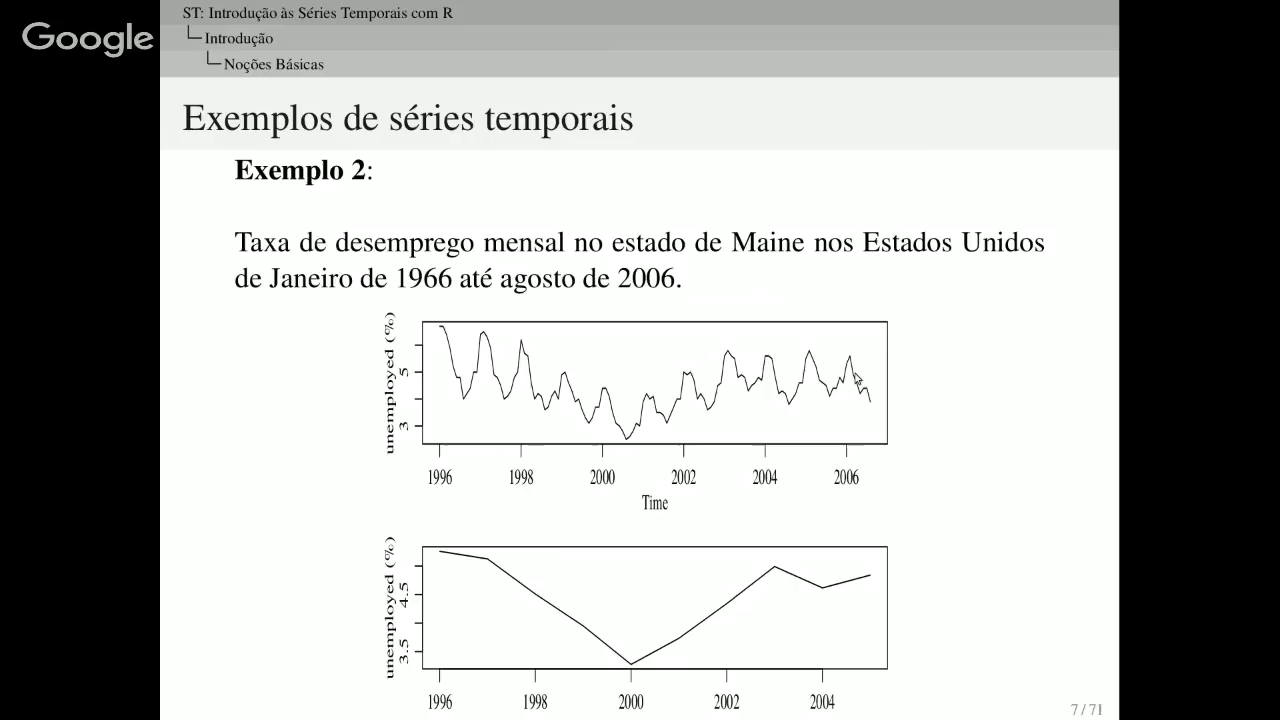 Google
ST: Introdução às Séries Temporais com R
Introdução
Noções Básicas
Exemplos de séries temporais
Exemplo 2:
Taxa de desemprego mensal no estado de Maine nos Estados Unidos
de Janeiro de 1966 até agosto de 2006.
unemployed (%)
5
3
1996 1998 2000 2002 2004 2006
Time
unemployed (%)
4.5
3.5
1996 1998 2000 2002 2004
7 / 71